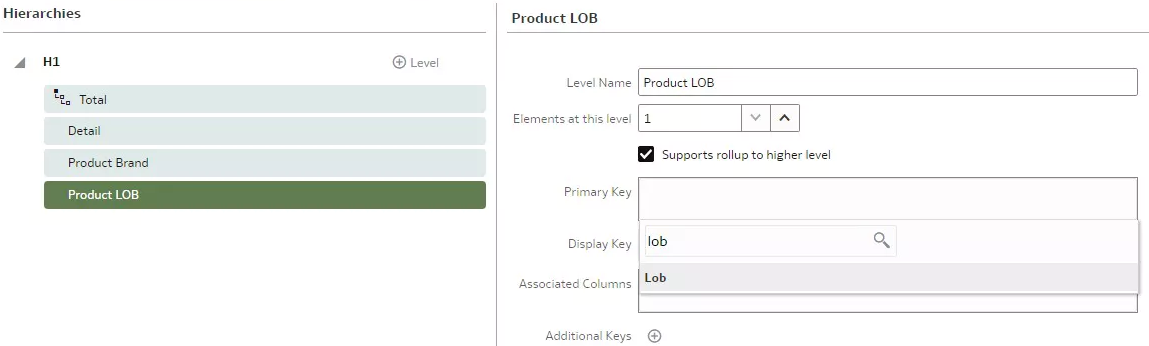 Hierarchies
H1
Level
Total
Detail
Product Brand
Product LOB
Product LOB
Level Name Product LOB
Elements at this level 1
Supports rollup to higher level
Primary Key
Display Key lob
Lob
Associated Columns
Additional Keys